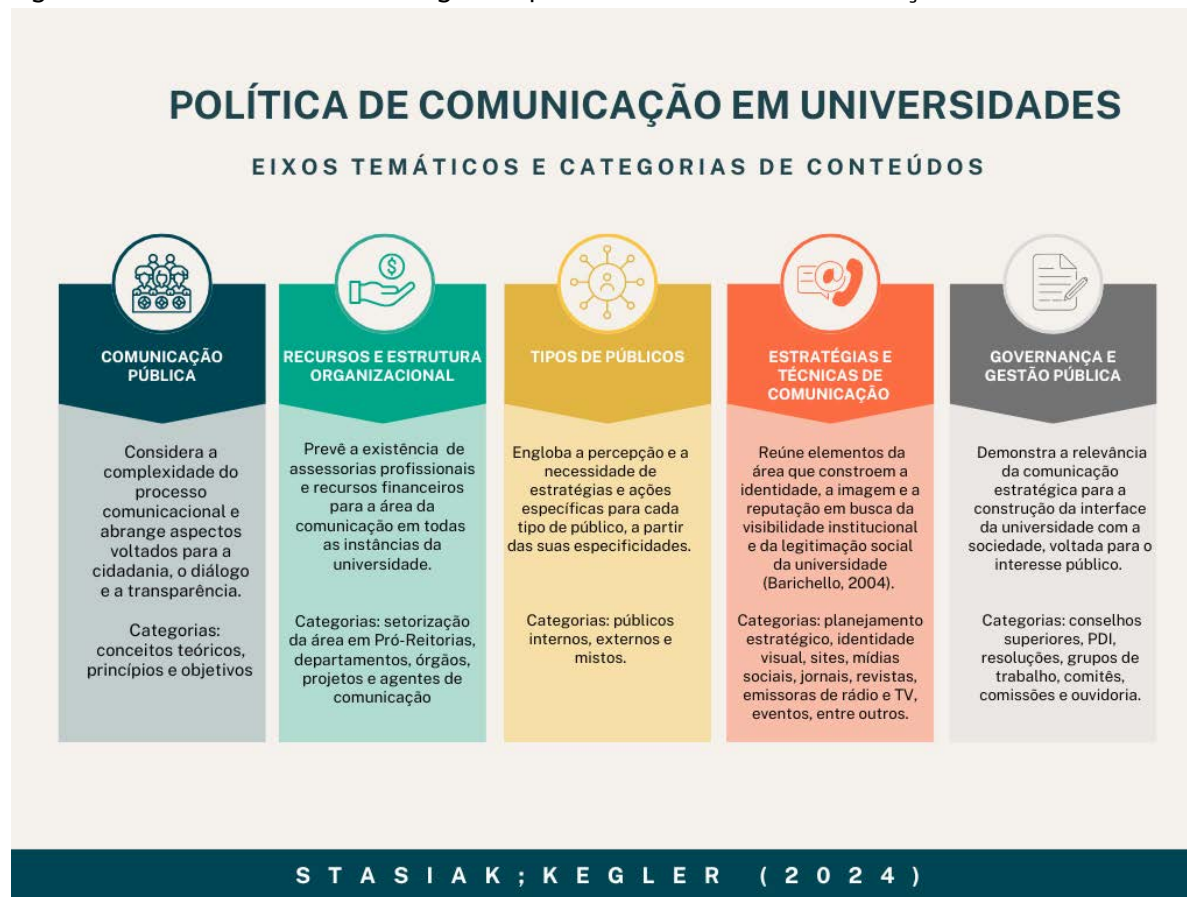 POLÍTICA DE COMUNICAÇÃO EM UNIVERSIDADES
EIXOS TEMÁTICOS E CATEGORIAS DE CONTEÚDOS
COMUNICAÇÃO
PÚBLICA
Considera a
complexidade do
processo
comunicacional e
abrange aspectos
voltados para a
cidadania, o diálogo
e a transparência.
Categorias:
conceitos teóricos,
princípios e objetivos
RECURSOS E ESTRUTURA
ORGANIZACIONAL
Prevê a existência de
assessorias profissionais
e recursos financeiros
para a área da
comunicação em todas
as instâncias da
universidade.
Categorias: setorização
da área em Pró-Reitorias,
departamentos, órgãos,
projetos e agentes de
comunicação
TIPOS DE PÚBLICOS
Engloba a percepção e a
necessidade de
estratégias e ações
específicas para cada
tipo de público, a partir
das suas especificidades.
Categorias: públicos
internos, externos e
mistos.
ESTRATÉGIAS E
TÉCNICAS DE
COMUNICAÇÃO
Reúne elementos da
área que constroem a
identidade, a imagem e a
reputação em busca da
visibilidade institucional
e da legitimação social
da universidade
(Barichello, 2004).
Categorias: planejamento
estratégico, identidade
visual, sites, mídias
sociais, jornais, revistas,
emissoras de rádio e TV,
eventos, entre outros.
GOVERNANÇA E
GESTÃO PÚBLICA
Demonstra a relevância
da comunicação
estratégica para a
construção da interface
da universidade com a
sociedade, voltada para o
interesse público.
Categorias: conselhos
superiores, PDI,
resoluções, grupos de
trabalho, comitês,
comissões e ouvidoria.
STASIAK;KEGLER (2024)